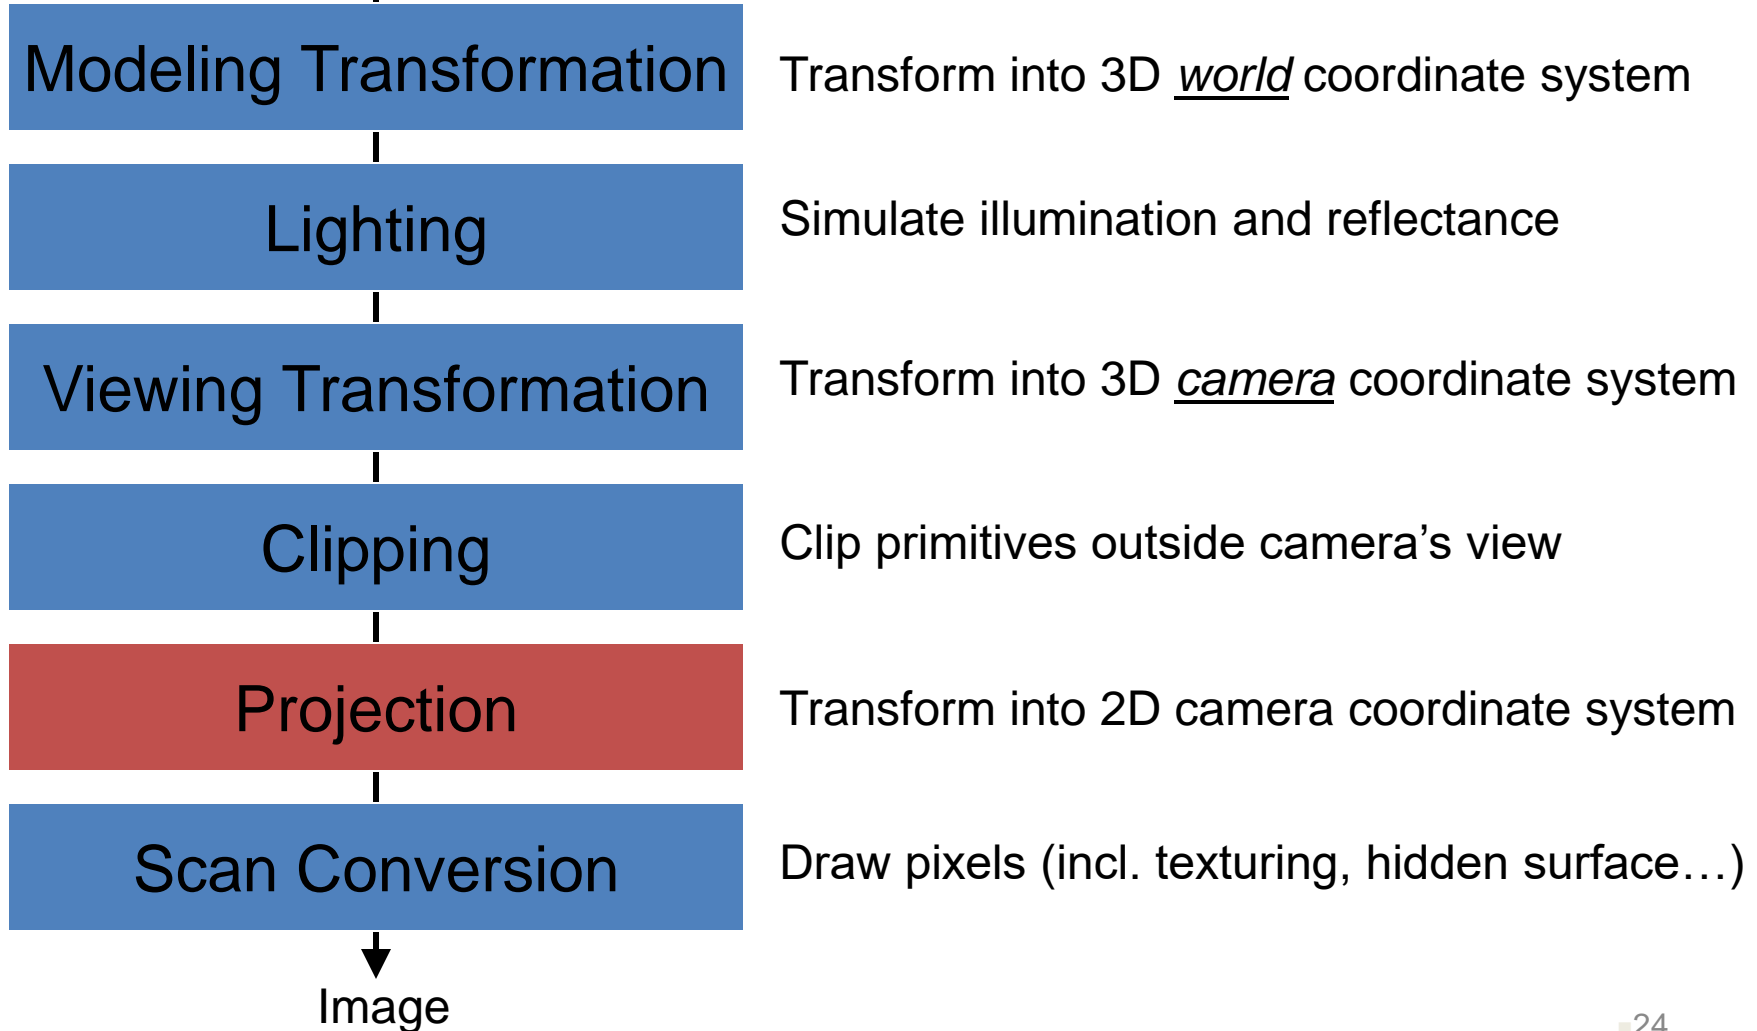 Modeling Transformation
Transform into 3D world coordinate system
Lighting
Simulate illumination and reflectance
Viewing Transformation
Transform into 3D camera coordinate system
Clipping
Clip primitives outside camera’s view
Projection
Transform into 2D camera coordinate system
Scan Conversion
Draw pixels (incl. texturing, hidden surface…)
Image
24